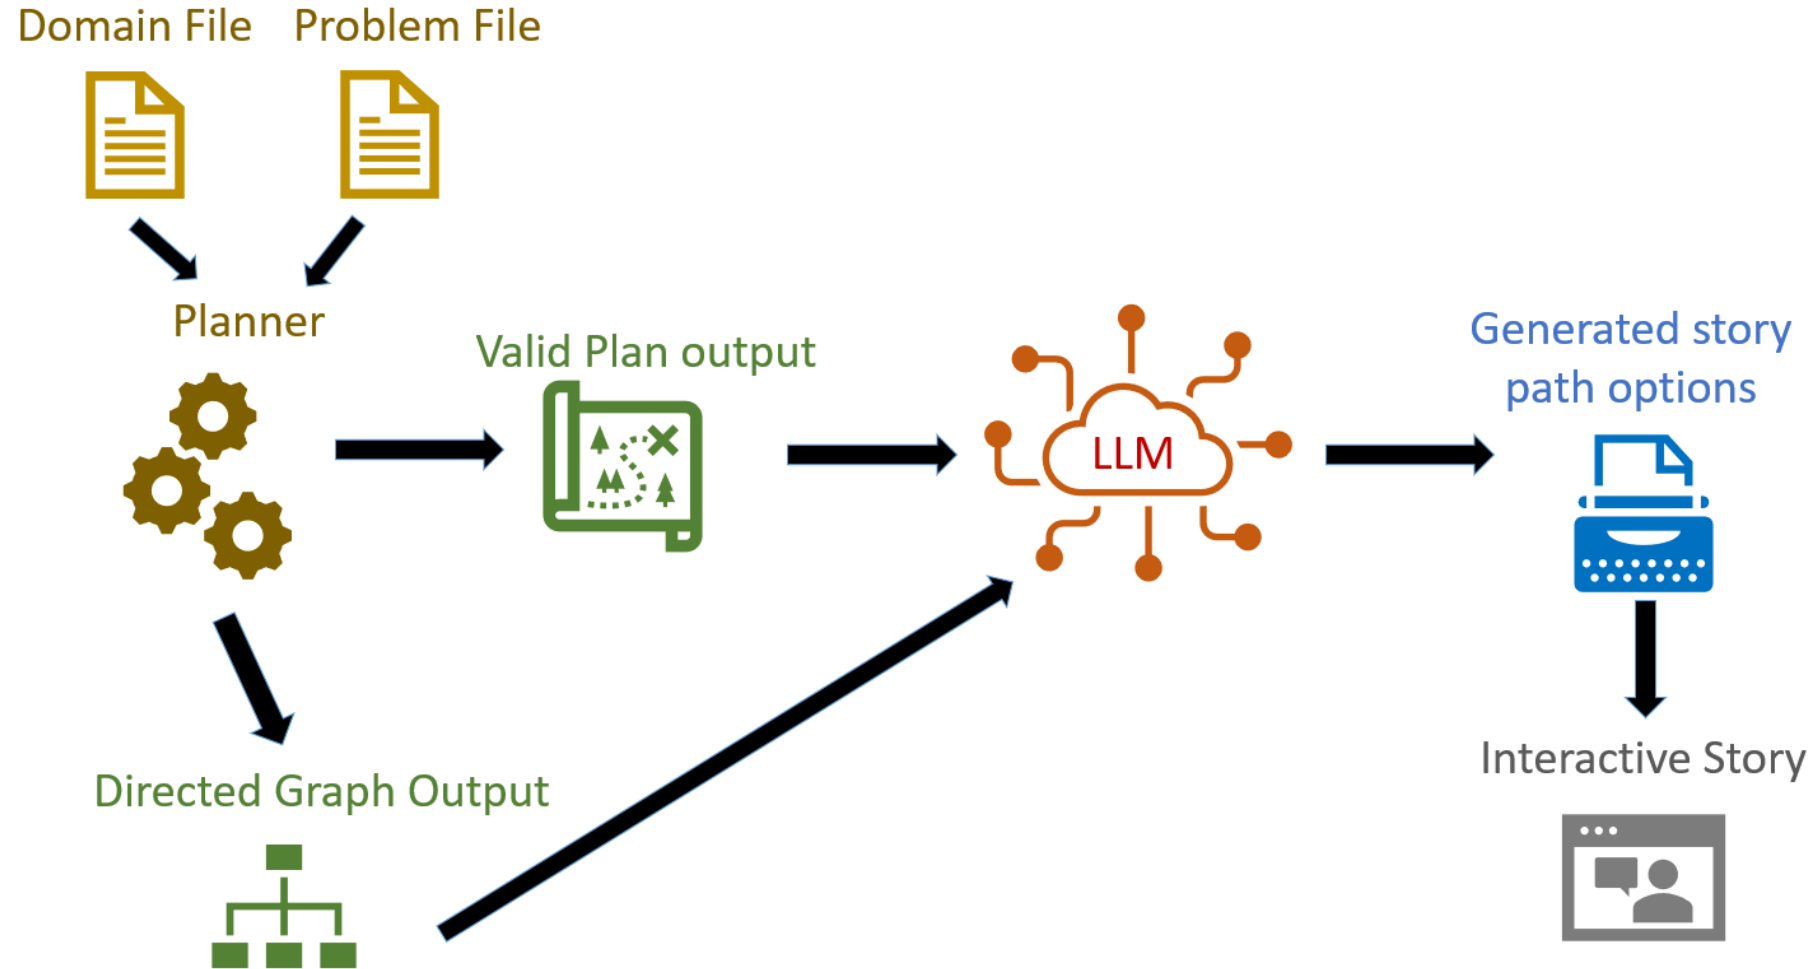 Domain File
Problem File
Planner
Valid Plan output
LLM
Generated story
path options
Directed Graph Output
Interactive Story